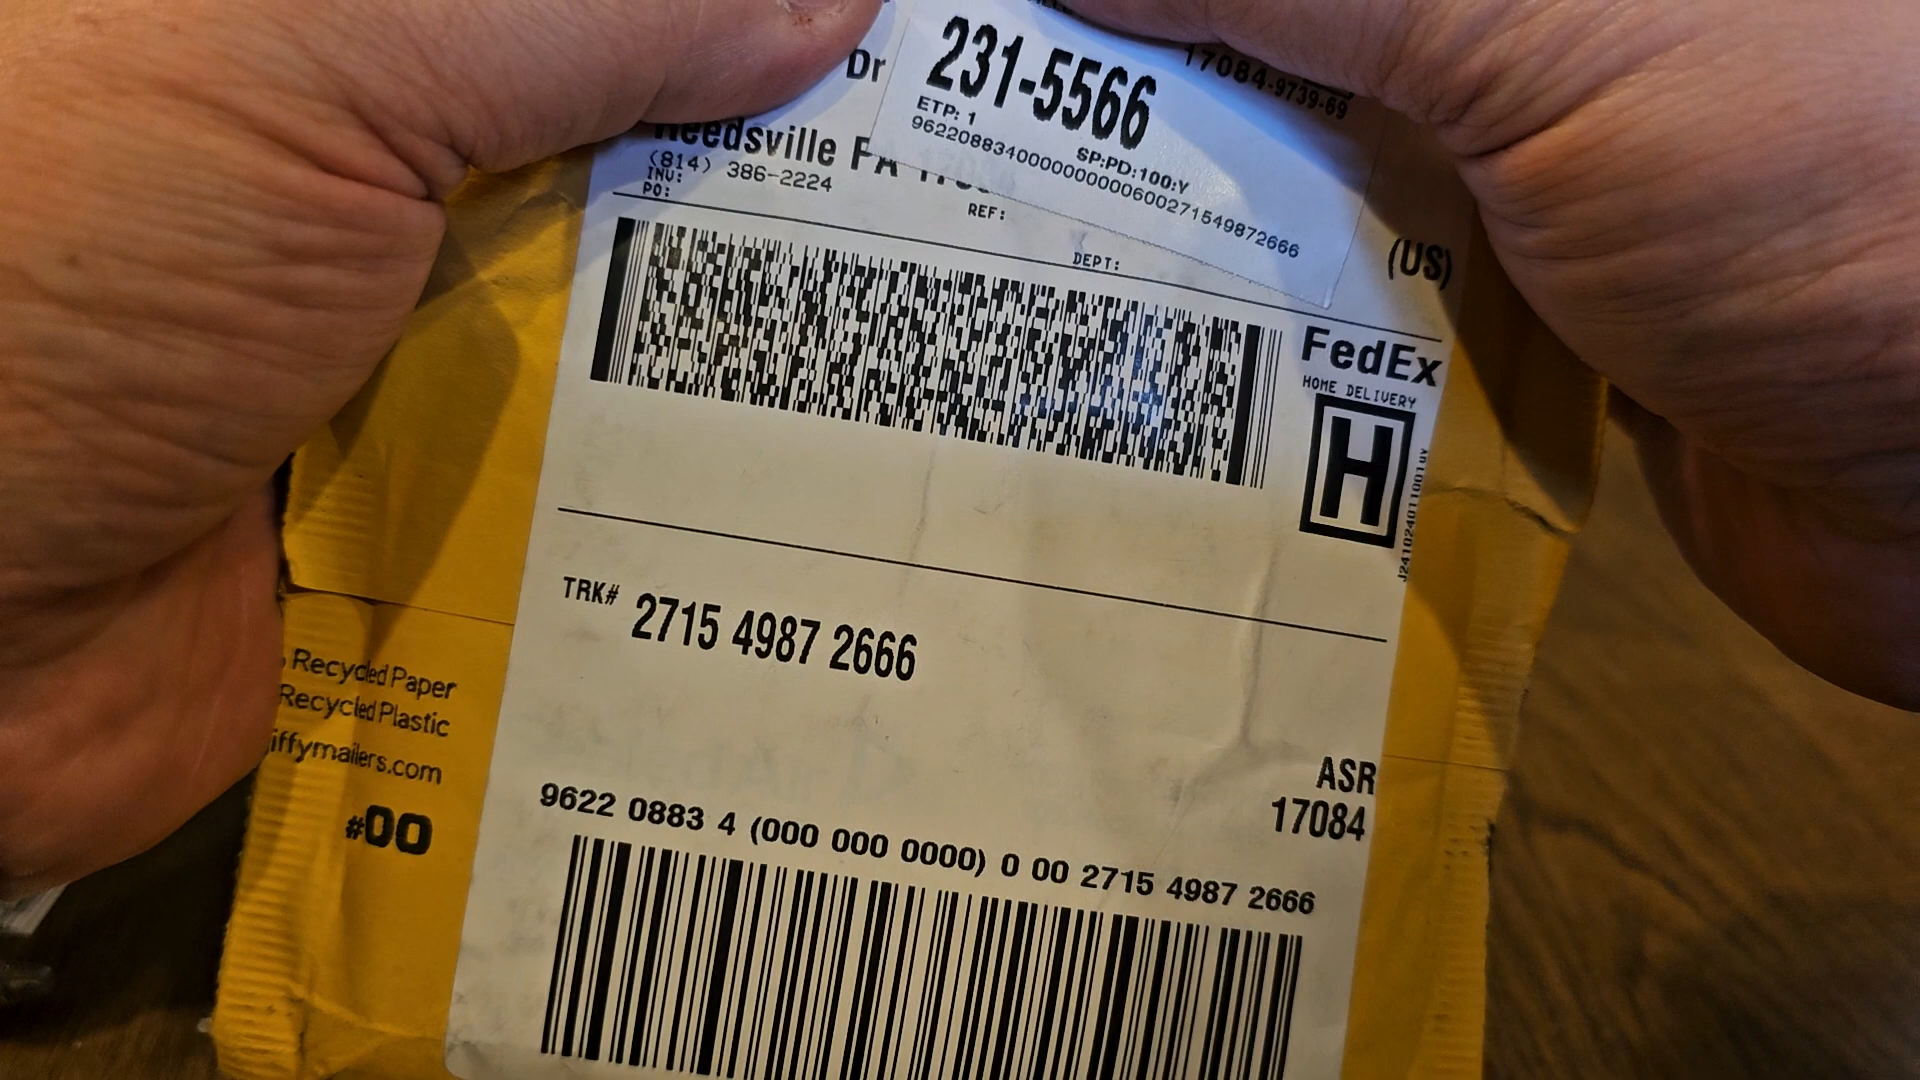 231-5566
17084-9739-69
ETP: 1
SP:PD:100:Y
9622088340000000000600271549872666
Dr
Reedsville PA
(814) 386-2224
INV:
PO:
REF:
DEPT:
(US)
FedEx
HOME DELIVERY
H
TRK# 2715 4987 2666
ASR
17084
9622 0883 4 (000 000 0000) 0 00 2715 4987 2666
Recycled Paper
Recycled Plastic
iffymailers.com
#00